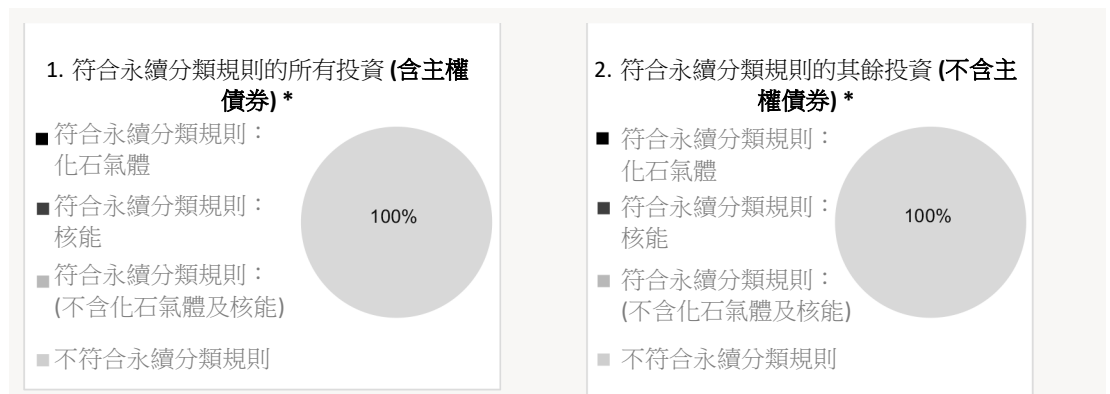 1. 符合永續分類規則的所有投資 (含主權
債券) *
符合永續分類規則：
化石氣體
符合永續分類規則：
核能
符合永續分類規則：
(不含化石氣體及核能)
不符合永續分類規則
100%
2. 符合永續分類規則的其餘投資 (不含主
權債券) *
符合永續分類規則：
化石氣體
符合永續分類規則：
核能
符合永續分類規則：
(不含化石氣體及核能)
不符合永續分類規則
100%